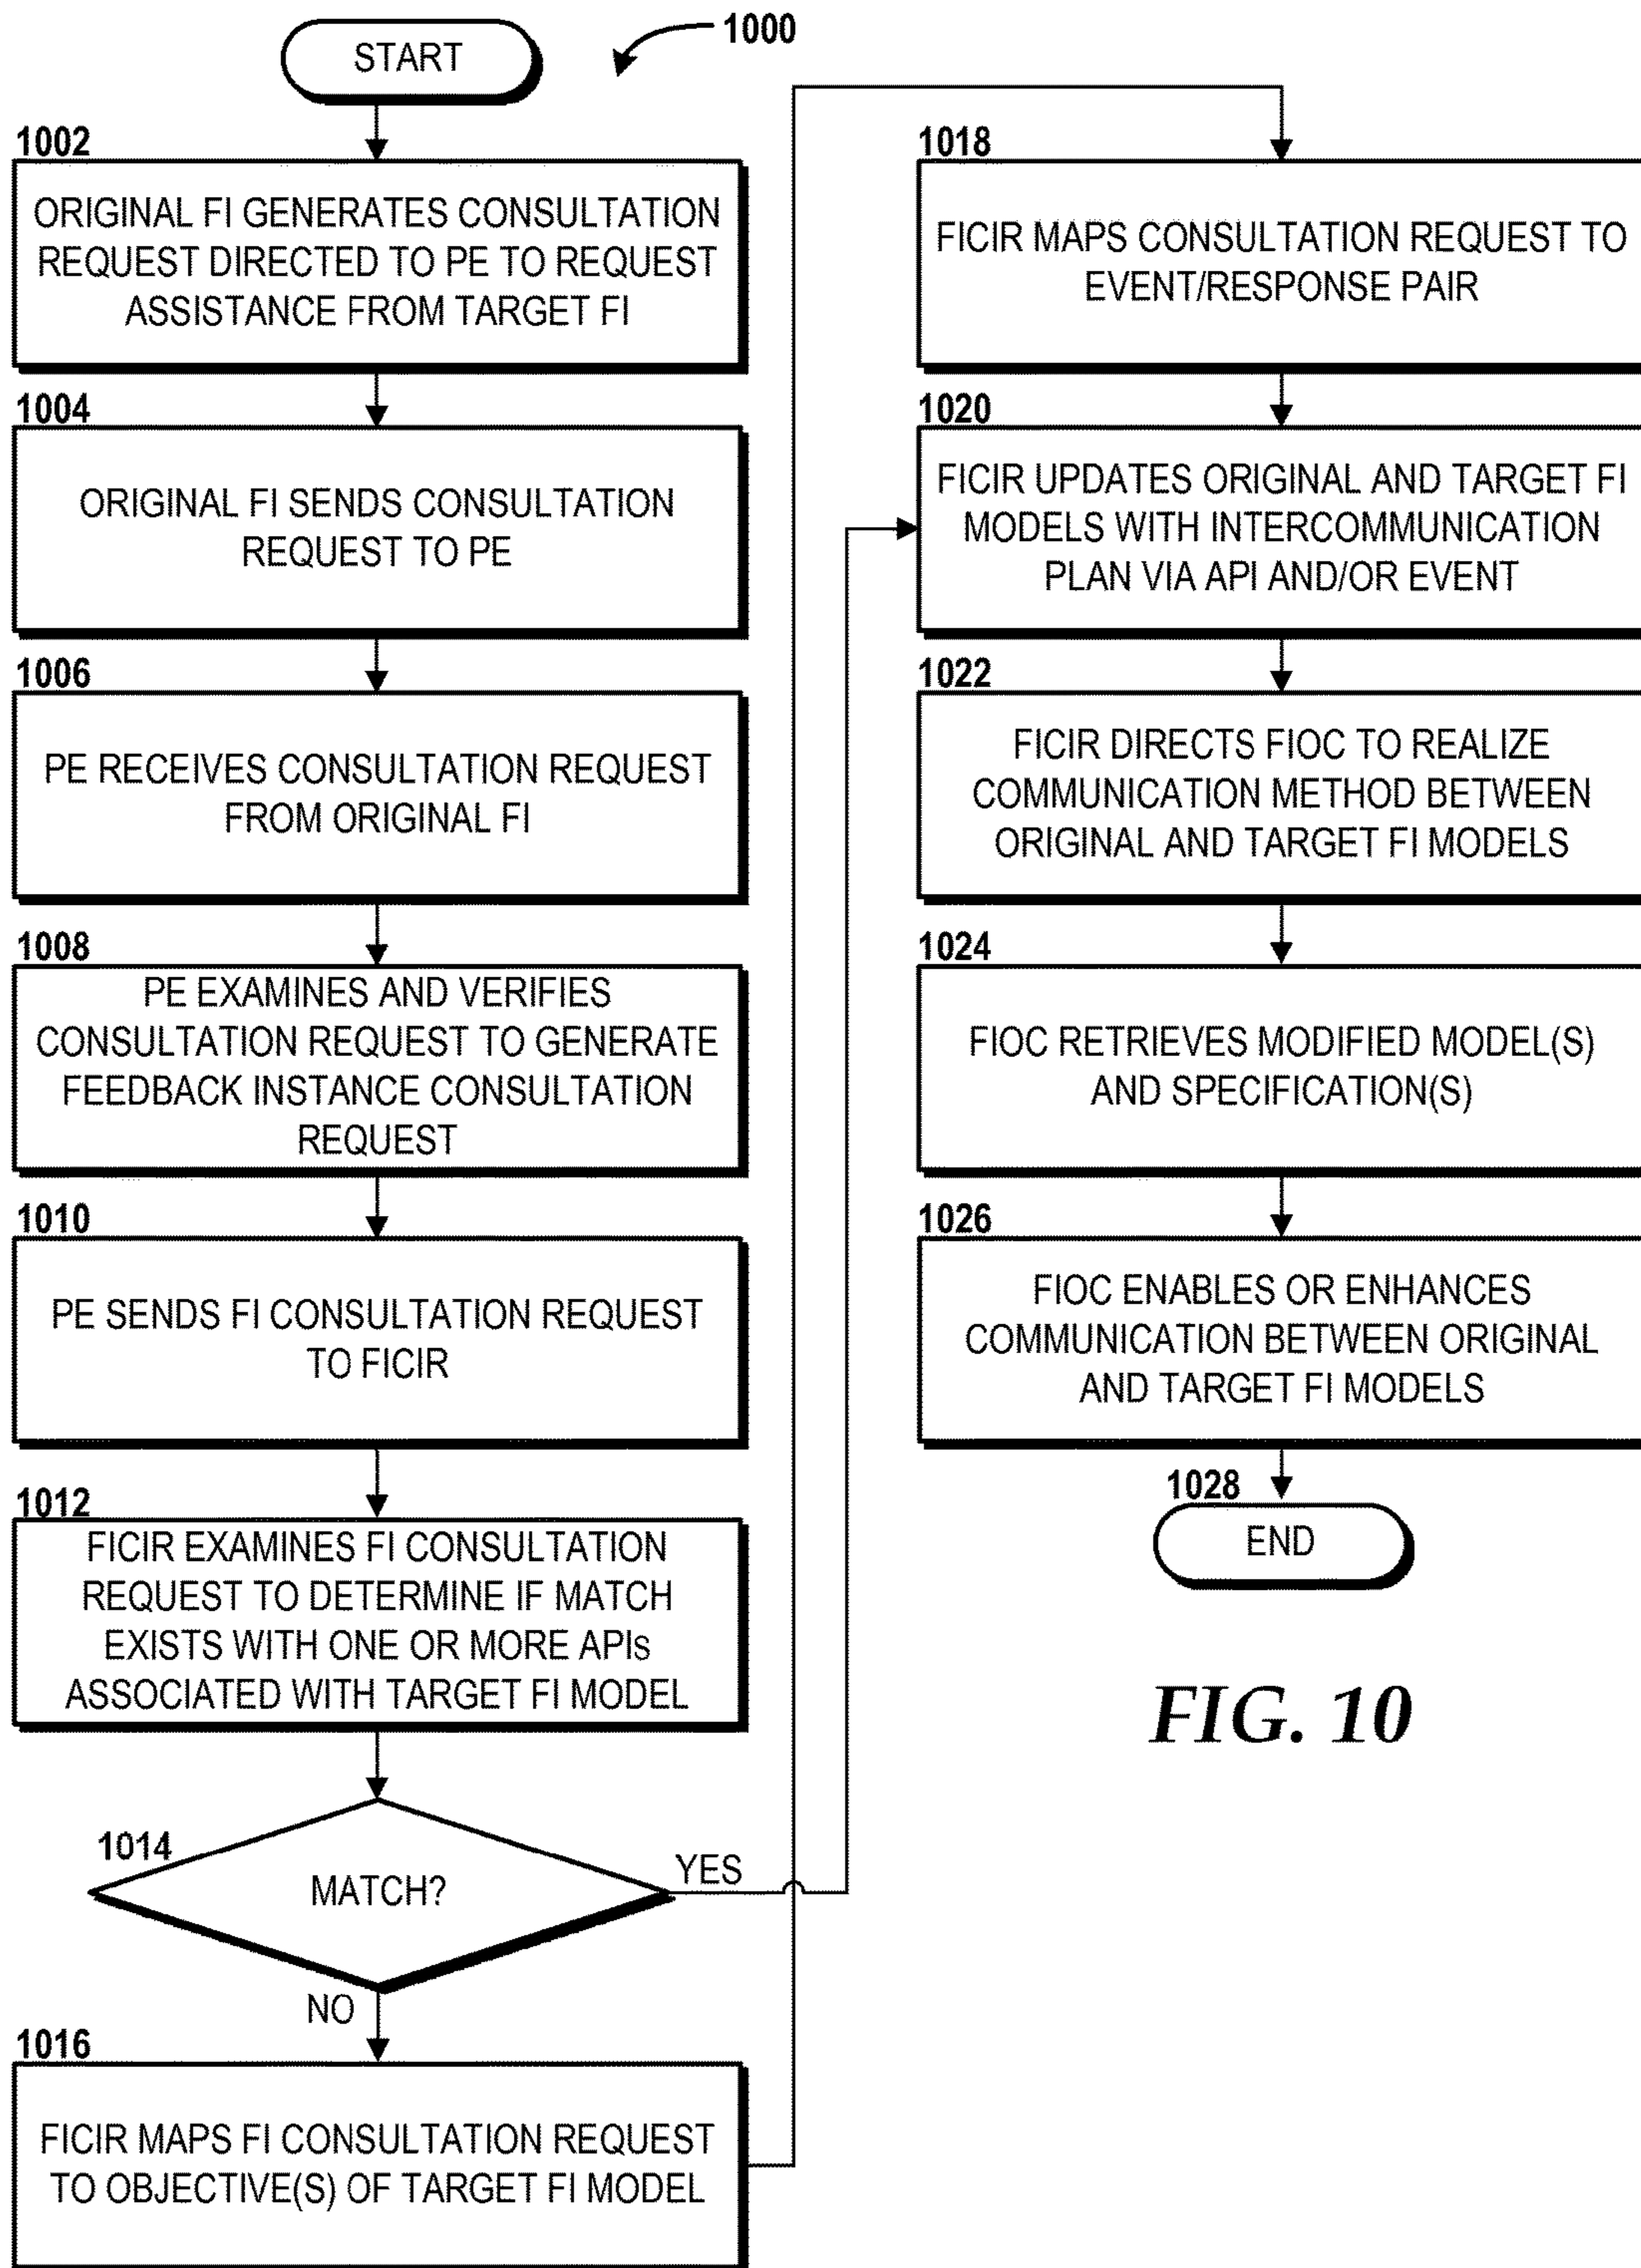 START
1000
1002
ORIGINAL FI GENERATES CONSULTATION
REQUEST DIRECTED TO PE TO REQUEST
ASSISTANCE FROM TARGET FI
1004
ORIGINAL FI SENDS CONSULTATION
REQUEST TO PE
1006
PE RECEIVES CONSULTATION REQUEST
FROM ORIGINAL FI
1008
PE EXAMINES AND VERIFIES
CONSULTATION REQUEST TO GENERATE
FEEDBACK INSTANCE CONSULTATION
REQUEST
1010
PE SENDS FI CONSULTATION REQUEST
TO FICIR
1012
FICIR EXAMINES FI CONSULTATION
REQUEST TO DETERMINE IF MATCH
EXISTS WITH ONE OR MORE APIs
ASSOCIATED WITH TARGET FI MODEL
1014
MATCH?
YES
NO
1016
FICIR MAPS FI CONSULTATION REQUEST
TO OBJECTIVE(S) OF TARGET FI MODEL
1018
FICIR MAPS CONSULTATION REQUEST TO
EVENT/RESPONSE PAIR
1020
FICIR UPDATES ORIGINAL AND TARGET FI
MODELS WITH INTERCOMMUNICATION
PLAN VIA API AND/OR EVENT
1022
FICIR DIRECTS FIOC TO REALIZE
COMMUNICATION METHOD BETWEEN
ORIGINAL AND TARGET FI MODELS
1024
FIOC RETRIEVES MODIFIED MODEL(S)
AND SPECIFICATION(S)
1026
FIOC ENABLES OR ENHANCES
COMMUNICATION BETWEEN ORIGINAL
AND TARGET FI MODELS
1028
END
FIG. 10